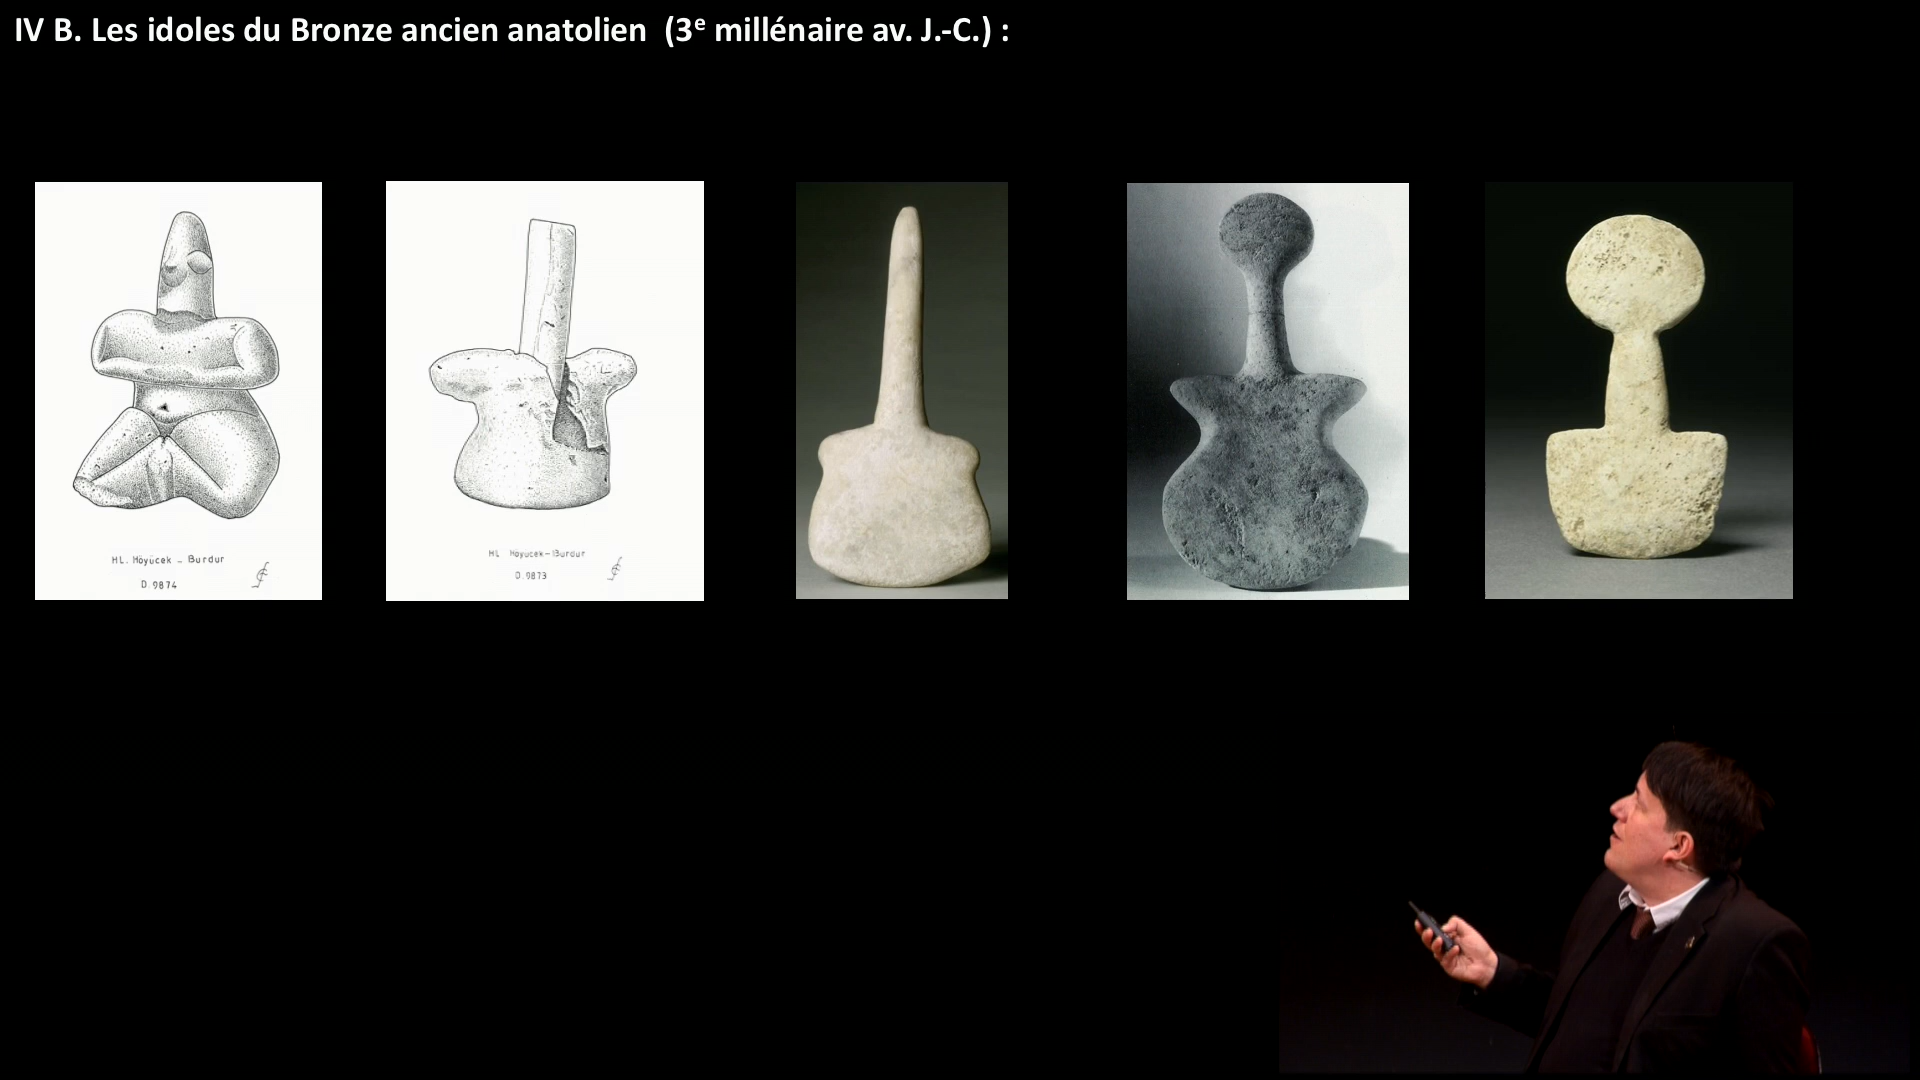 IV B. Les idoles du Bronze ancien anatolien (3ᵉ millénaire av. J.-C.) :
HL. Höyücek - Burdur
D.9874
HL Höyücek-Burdur
D.9873